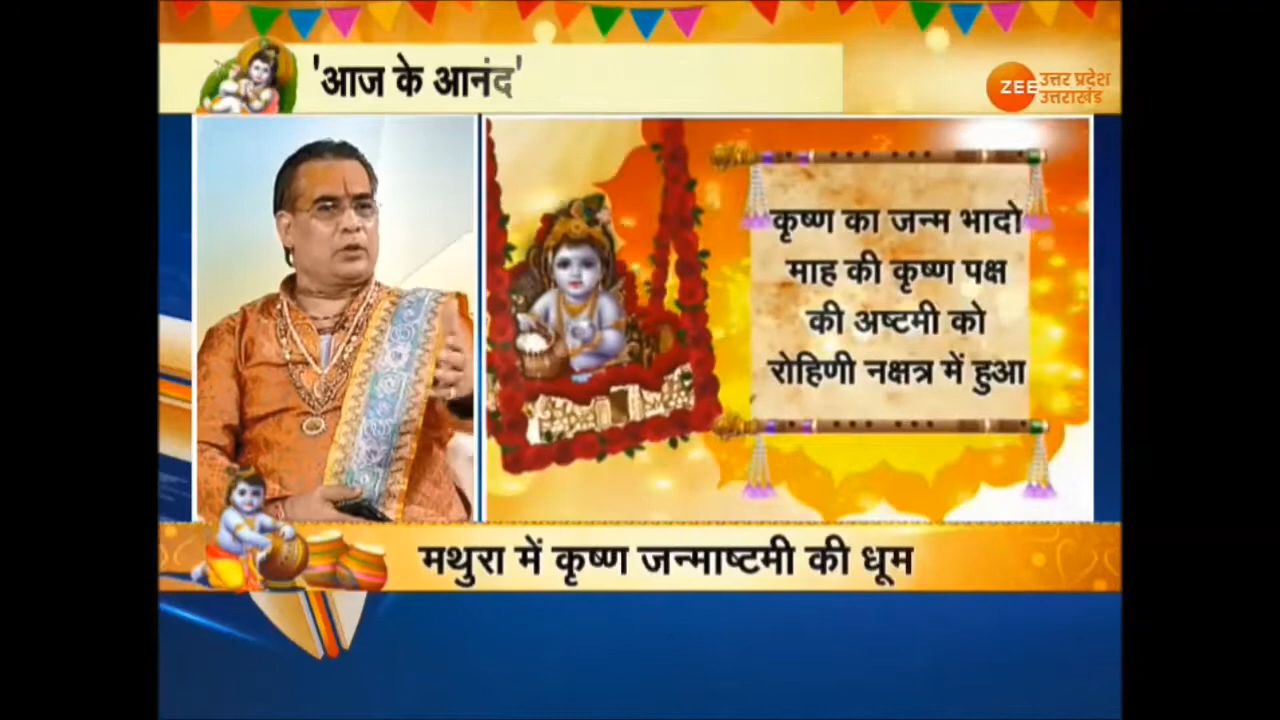 'आज के आनंद'
ZEE उत्तर प्रदेश
उत्तराखंड
कृष्ण का जन्म भादो
माह की कृष्ण पक्ष
की अष्टमी को
रोहिणी नक्षत्र में हुआ
मथुरा में कृष्ण जन्माष्टमी की धूम